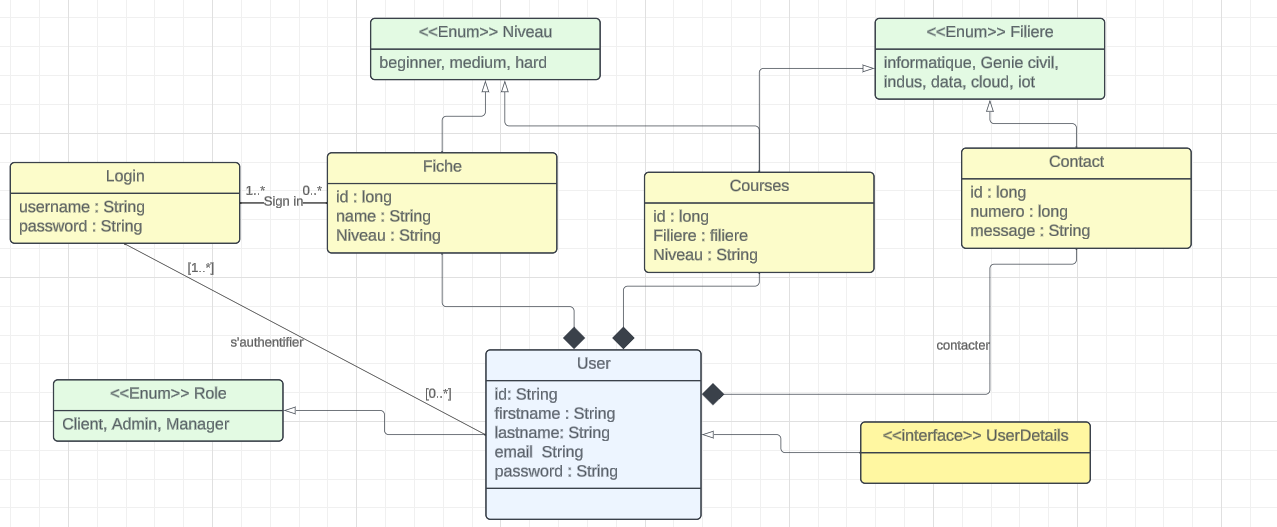 <<Enum>> Niveau
beginner, medium, hard
<<Enum>> Filiere
informatique, Genie civil,
indus, data, cloud, iot
Login
username : String
password : String
1..*
Sign in
0..*
Fiche
id : long
name : String
Niveau : String
Courses
id : long
Filiere : filiere
Niveau : String
Contact
id : long
numero : long
message : String
[1..*]
s'authentifier
[0..*]
contacter
<<Enum>> Role
Client, Admin, Manager
User
id: String
firstname : String
lastname: String
email  String
password : String
<<interface>> UserDetails